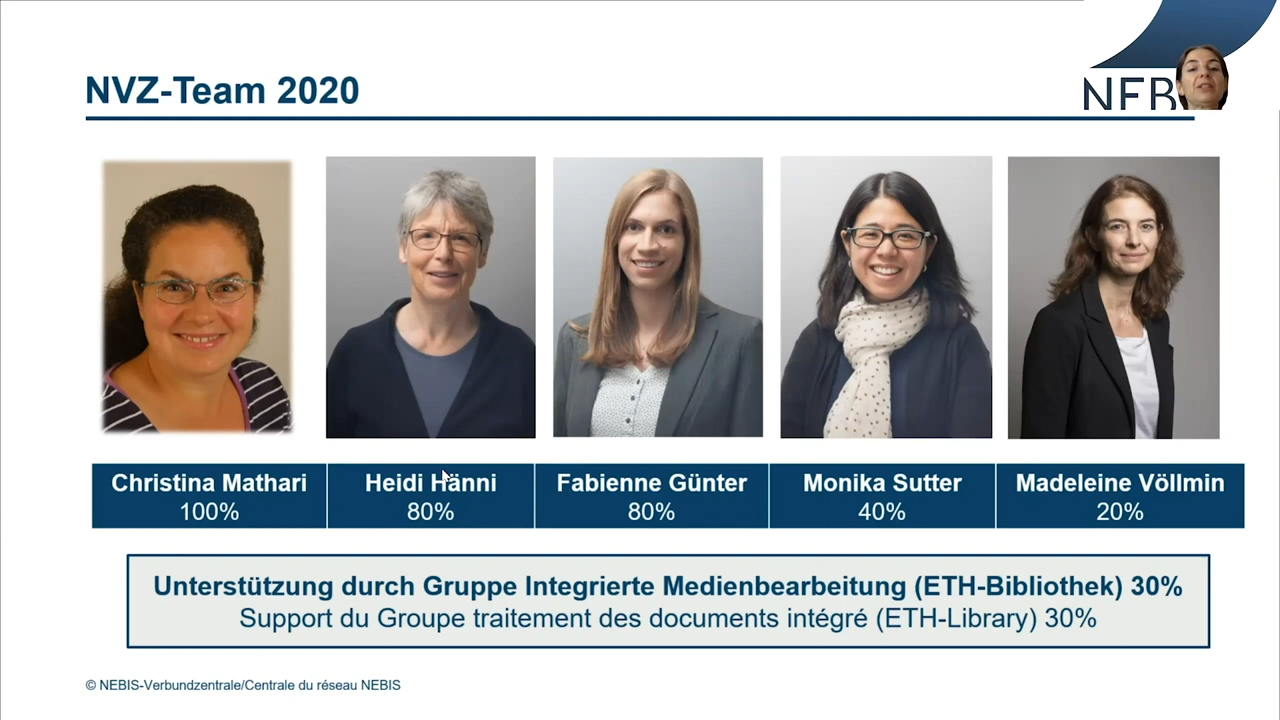 NVZ-Team 2020
NEB
Christina Mathari
100%
Heidi Hänni
80%
Fabienne Günter
80%
Monika Sutter
40%
Madeleine Völlmin
20%
Unterstützung durch Gruppe Integrierte Medienbearbeitung (ETH-Bibliothek) 30%
Support du Groupe traitement des documents intégré (ETH-Library) 30%
© NEBIS-Verbundzentrale/Centrale du réseau NEBIS